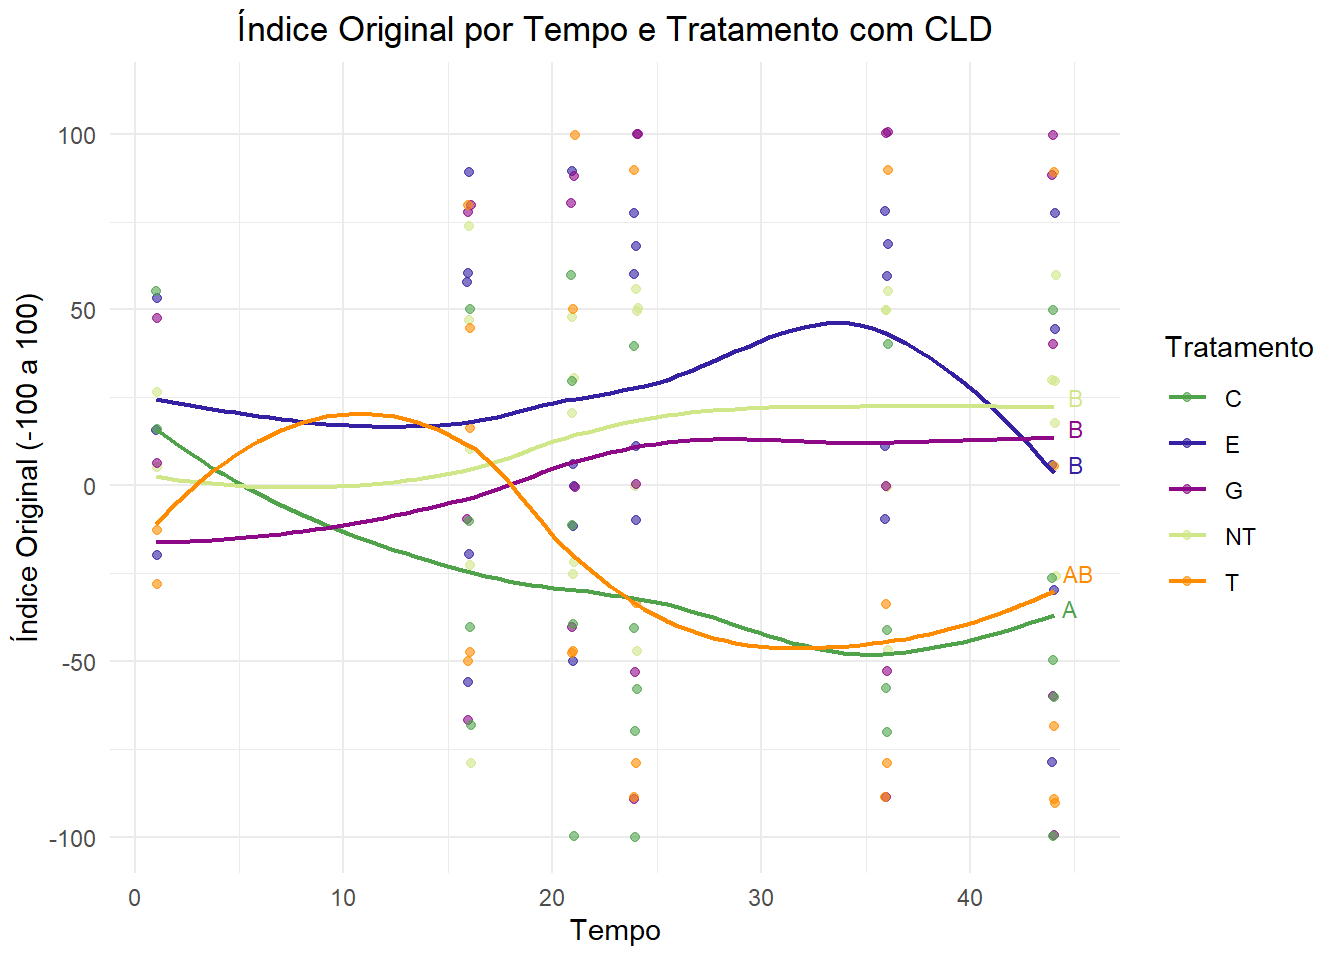 Índice Original por Tempo e Tratamento com CLD
Índice Original (-100 a 100)
100
50
0
-50
-100
0
10
20
30
40
Tempo
B
B
B
AB
A
Tratamento
C
E
G
NT
T